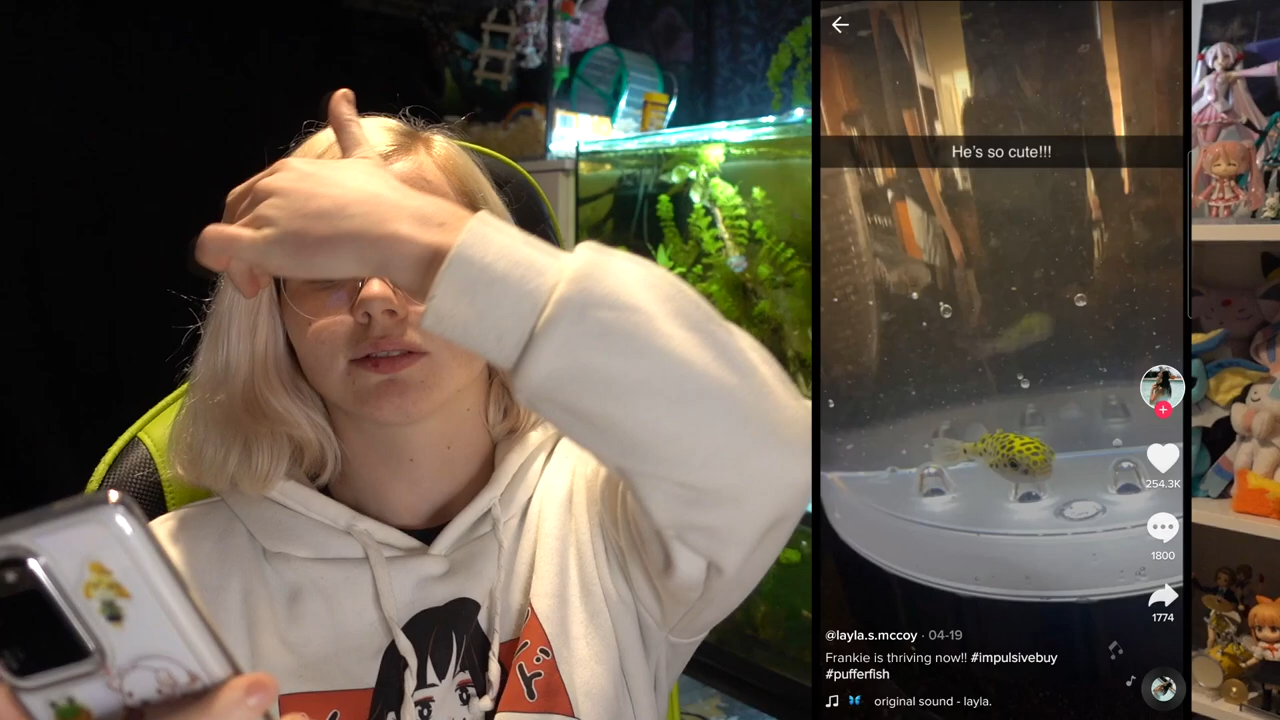 He's so cute!!!
254.3K
1800
1774
@layla.s.mccoy · 04-19
Frankie is thriving now!! #impulsivebuy
#pufferfish
original sound - layla.
ド